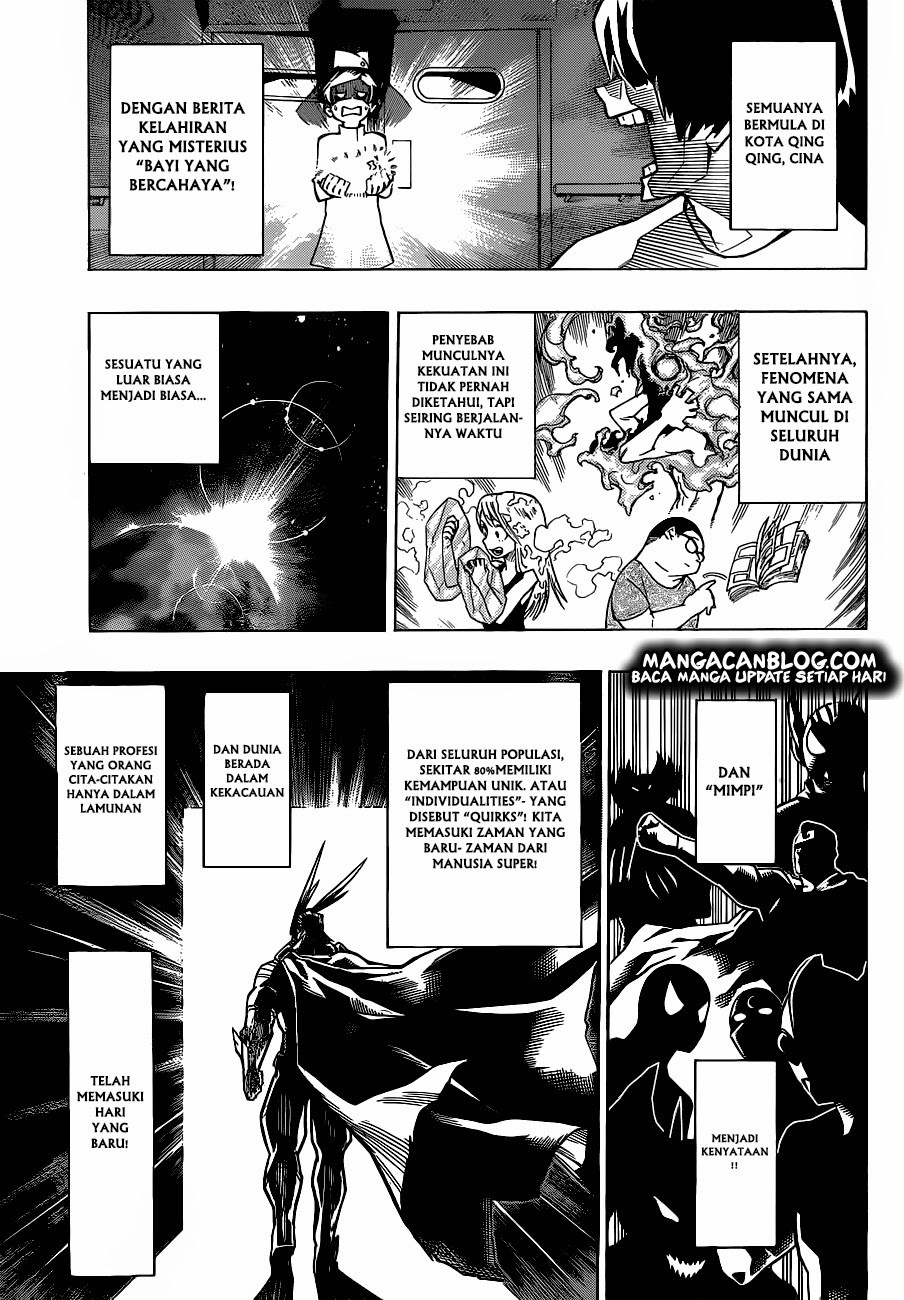 SEMUANYA
BERMULA DI
KOTA QING
QING, CINA
DENGAN BERITA
KELAHIRAN
YANG MISTERIUS
“BAYI YANG
BERCAHAYA”!
SETELAHNYA,
FENOMENA
YANG SAMA
MUNCUL DI
SELURUH
DUNIA
PENYEBAB
MUNCULNYA
KEKUATAN INI
TIDAK PERNAH
DIKETAHUI, TAPI
SEIRING BERJALAN-
NYA WAKTU
SESUATU YANG
LUAR BIASA
MENJADI BIASA...
MANGACANBLOG.COM
BACA MANGA UPDATE SETIAP HARI
DAN
“MIMPI”
MENJADI
KENYATAAN
!!
DARI SELURUH POPULASI,
SEKITAR 80%MEMILIKI
KEMAMPUAN UNIK. ATAU
“INDIVIDUALITIES”- YANG
DISEBUT “QUIRKS”! KITA
MEMASUKI ZAMAN YANG
BARU- ZAMAN DARI
MANUSIA SUPER!
DAN DUNIA
BERADA
DALAM
KEKACAUAN
SEBUAH PROFESI
YANG ORANG
CITA-CITAKAN
HANYA DALAM
LAMUNAN
TELAH
MEMASUKI
HARI
YANG
BARU!